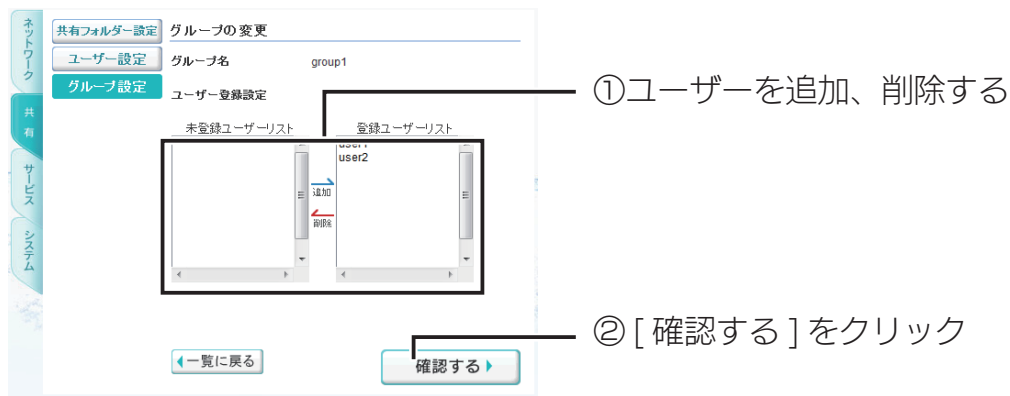 ネットワーク
共有
サービス
システム
共有フォルダー設定
ユーザー設定
グループ設定
グループの変更
グループ名 group1
ユーザー登録設定
未登録ユーザーリスト 登録ユーザーリスト
user1
user2
追加
削除
一覧に戻る
確認する
①ユーザーを追加、削除する
②[確認する]をクリック